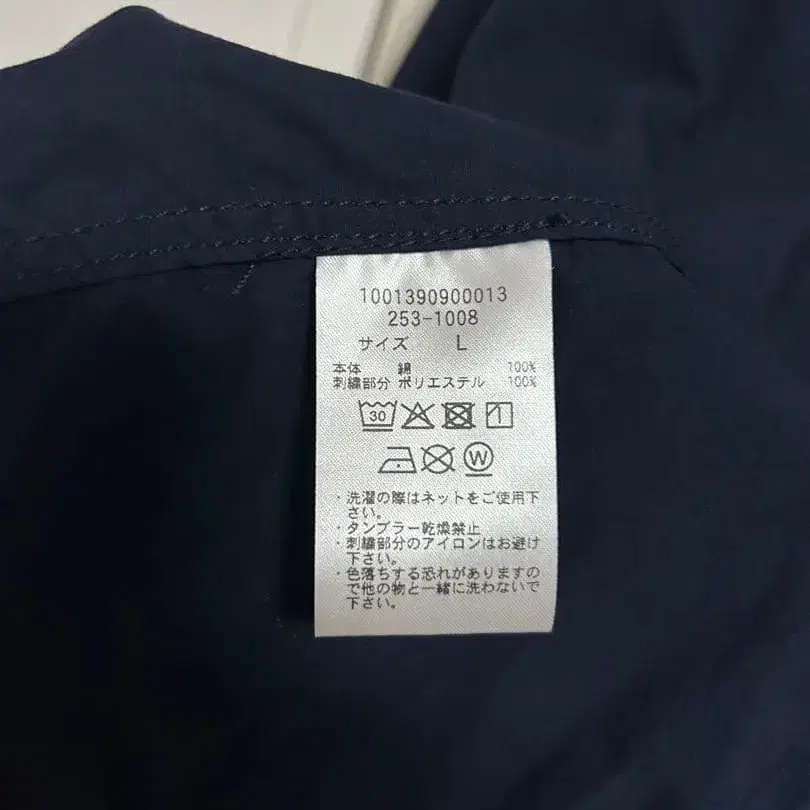 1001390900013
253-1008
サイズ L
本体 綿 100%
刺繍部分 ポリエステル 100%
30
W
・洗濯の際はネットをご使用下
さい。
・タンブラー乾燥禁止
・刺繍部分のアイロンはお避け
下さい。
・色落ちする恐れがありますの
で他の物と一緒に洗わないで
下さい。